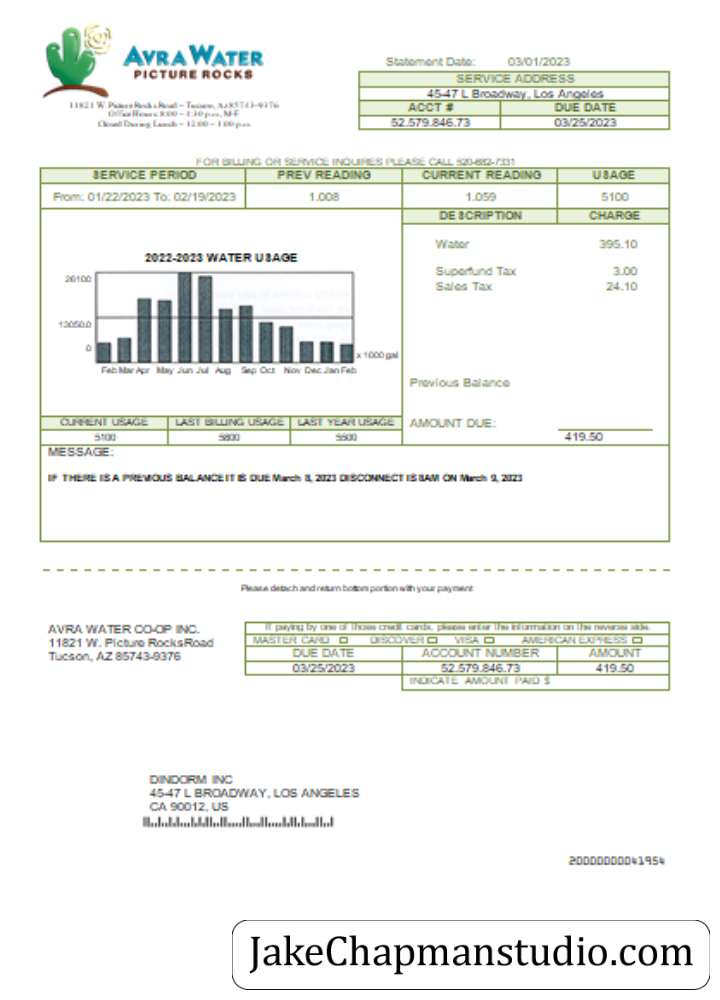 AVRA WATER
PICTURE ROCKS
11821 W. Picture Rocks Road ~ Tucson, Az 85743-9376
Office Hours: 8:00 ~ 4:30 p.m., M-F
Closed During Lunch ~ 12:00 ~ 1:00 p.m.
Statement Date: 03/01/2023
SERVICE ADDRESS
45-47 L Broadway, Los Angeles
ACCT # DUE DATE
52.579.846.73 03/25/2023
FOR BILLING OR SERVICE INQUIRES PLEASE CALL 520-682-7331
SERVICE PERIOD PREV READING CURRENT READING USAGE
From: 01/22/2023 To: 02/19/2023 1.008 1.059 5100
DESCRIPTION CHARGE
Water 395.10
Superfund Tax 3.00
Sales Tax 24.10
2022-2023 WATER USAGE
26100
13050.0
0
x 1000 gal
Feb Mar Apr May Jun Jul Aug Sep Oct Nov Dec Jan Feb
Previous Balance
AMOUNT DUE:
419.50
CURRENT USAGE LAST BILLING USAGE LAST YEAR USAGE
5100 5800 5500
MESSAGE:
IF THERE IS A PREVIOUS BALANCE IT IS DUE March 8, 2023 DISCONNECT IS 8AM ON March 9, 2023
Please detach and return bottom portion with your payment
AVRA WATER CO-OP INC.
11821 W. Picture RocksRoad
Tucson, AZ 85743-9376
If paying by one of those credit cards, please enter the information on the reverse side.
MASTER CARD DISCOVER VISA AMERICAN EXPRESS
DUE DATE ACCOUNT NUMBER AMOUNT
03/25/2023 52.579.846.73 419.50
INDICATE AMOUNT PAID $
DINDORM INC
45-47 L BROADWAY, LOS ANGELES
CA 90012, US
20000000041954
JakeChapmanstudio.com